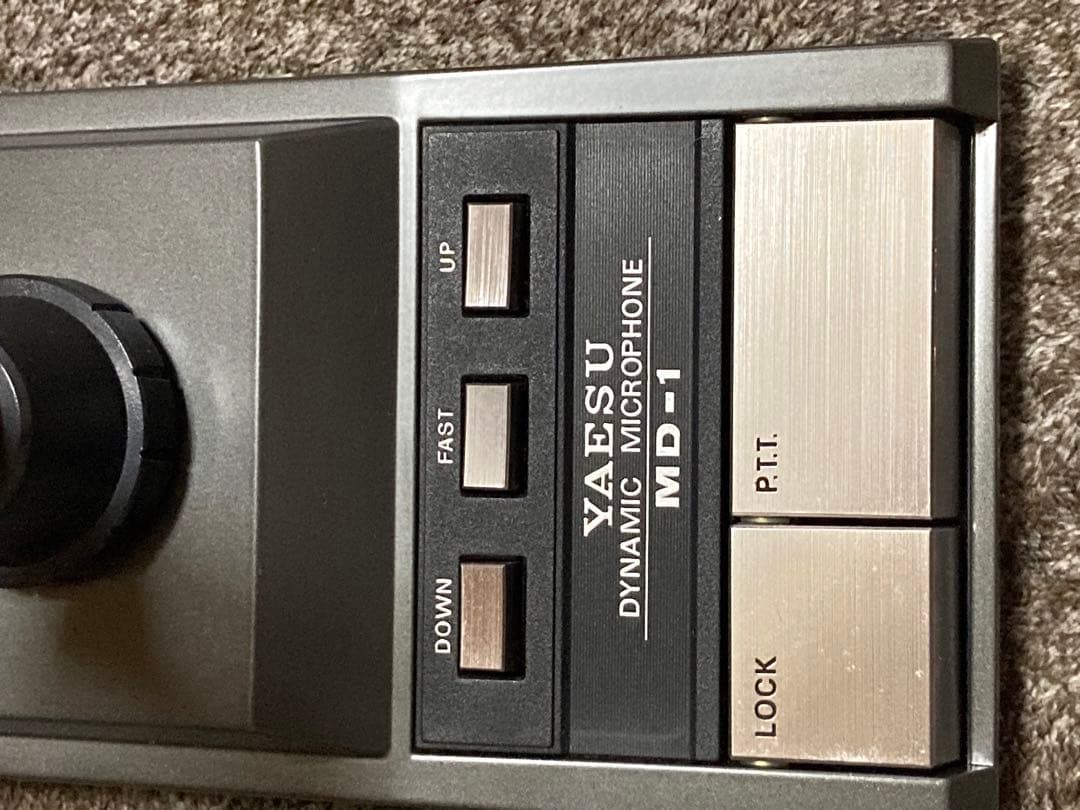 DOWN FAST UP
YAESU
DYNAMIC MICROPHONE
MD-1
LOCK P.T.T.